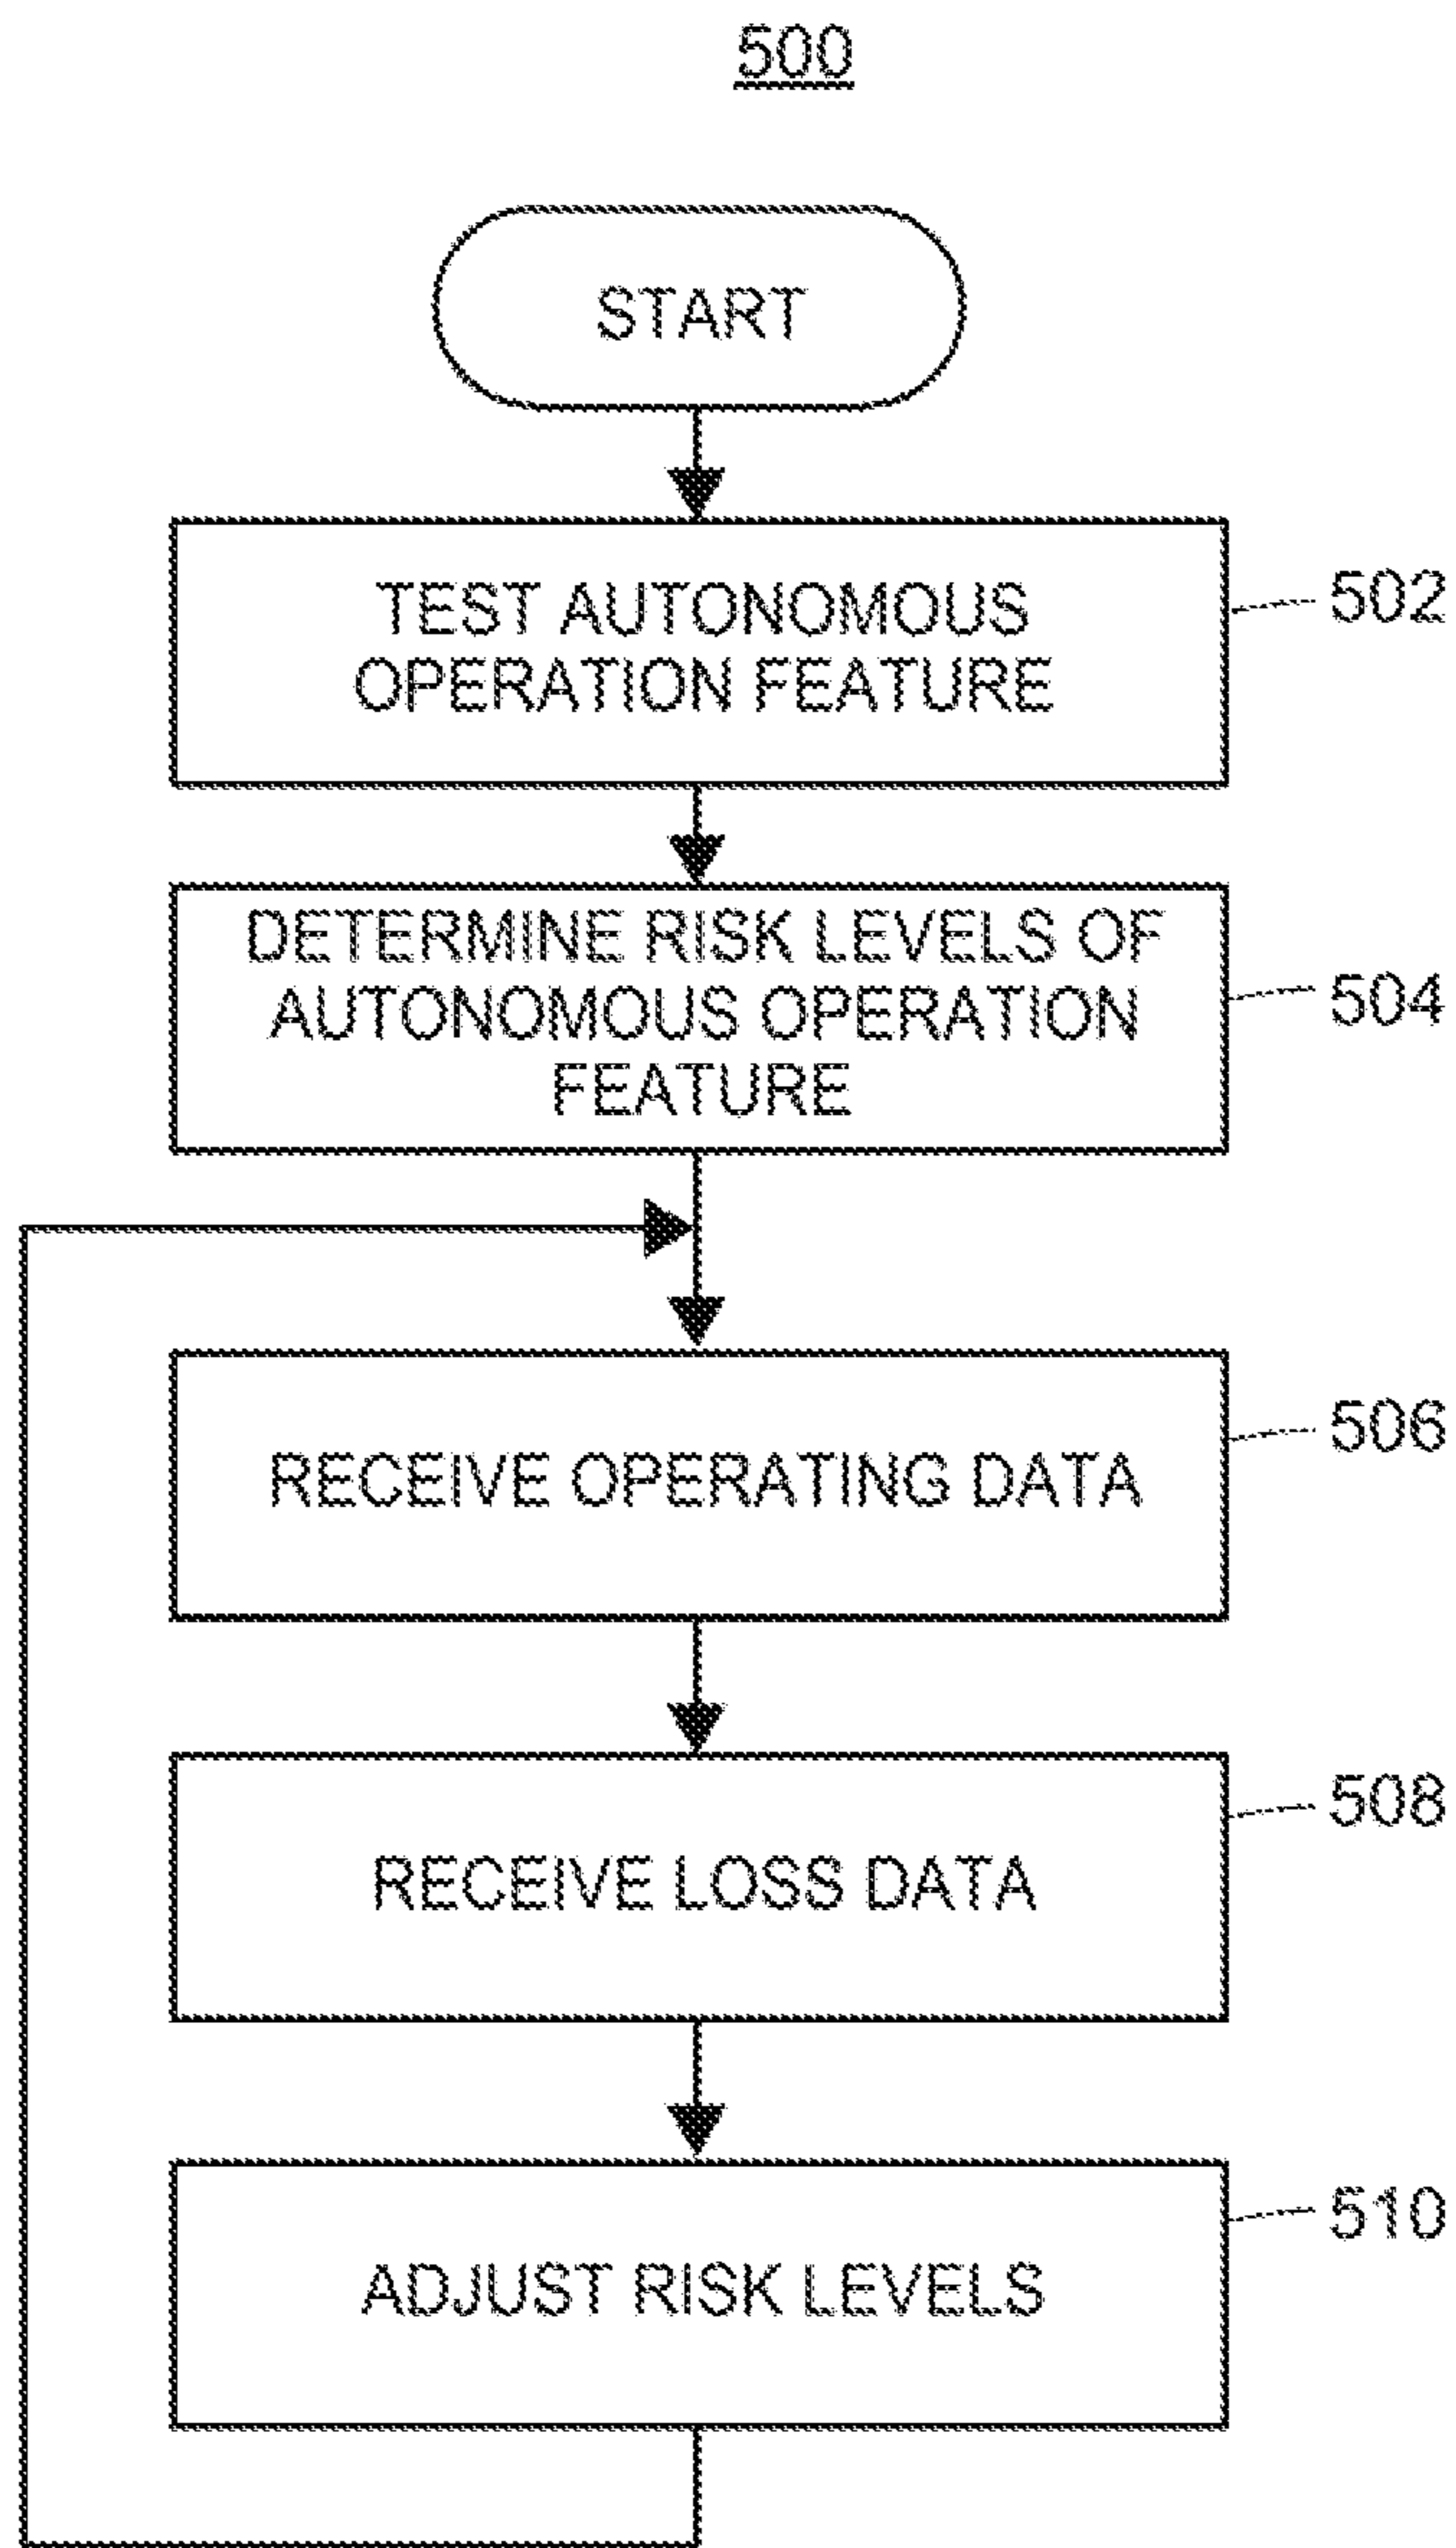 500
START
TEST AUTONOMOUS
OPERATION FEATURE
502
DETERMINE RISK LEVELS OF
AUTONOMOUS OPERATION
FEATURE
504
RECEIVE OPERATING DATA
506
RECEIVE LOSS DATA
508
ADJUST RISK LEVELS
510